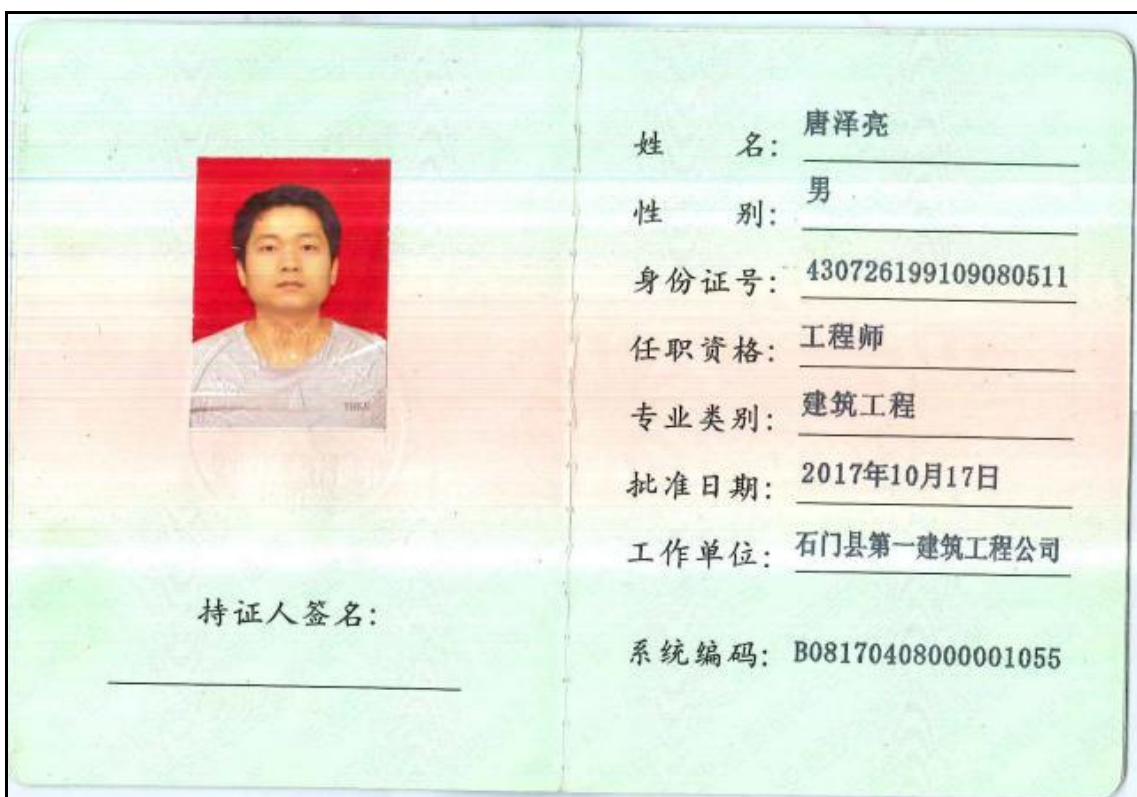 姓名：唐泽亮
性别：男
身份证号：430726199109080511
任职资格：工程师
专业类别：建筑工程
批准日期：2017年10月17日
工作单位：石门县第一建筑工程公司
系统编码：B08170408000001055
持证人签名：